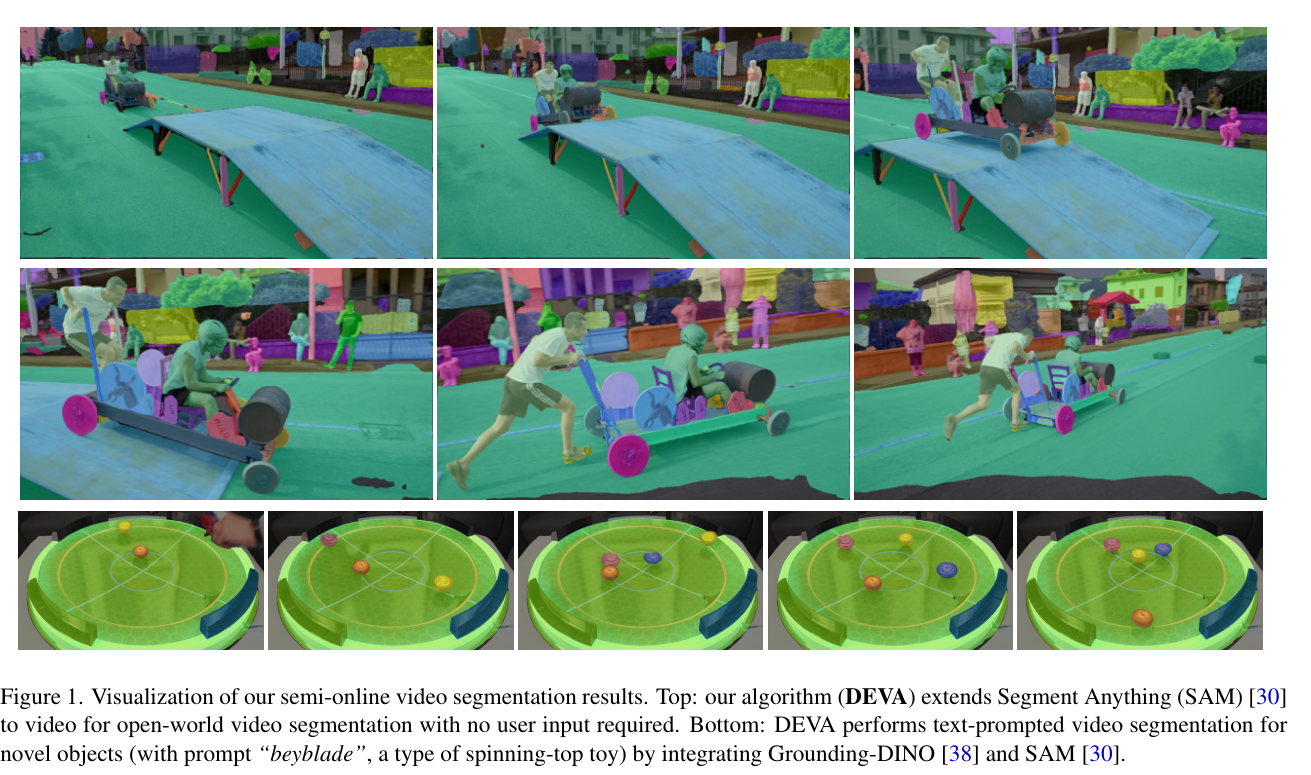 Figure 1. Visualization of our semi-online video segmentation results. Top: our algorithm (DEVA) extends Segment Anything (SAM) [30]
to video for open-world video segmentation with no user input required. Bottom: DEVA performs text-prompted video segmentation for
novel objects (with prompt “beyblade”, a type of spinning-top toy) by integrating Grounding-DINO [38] and SAM [30].